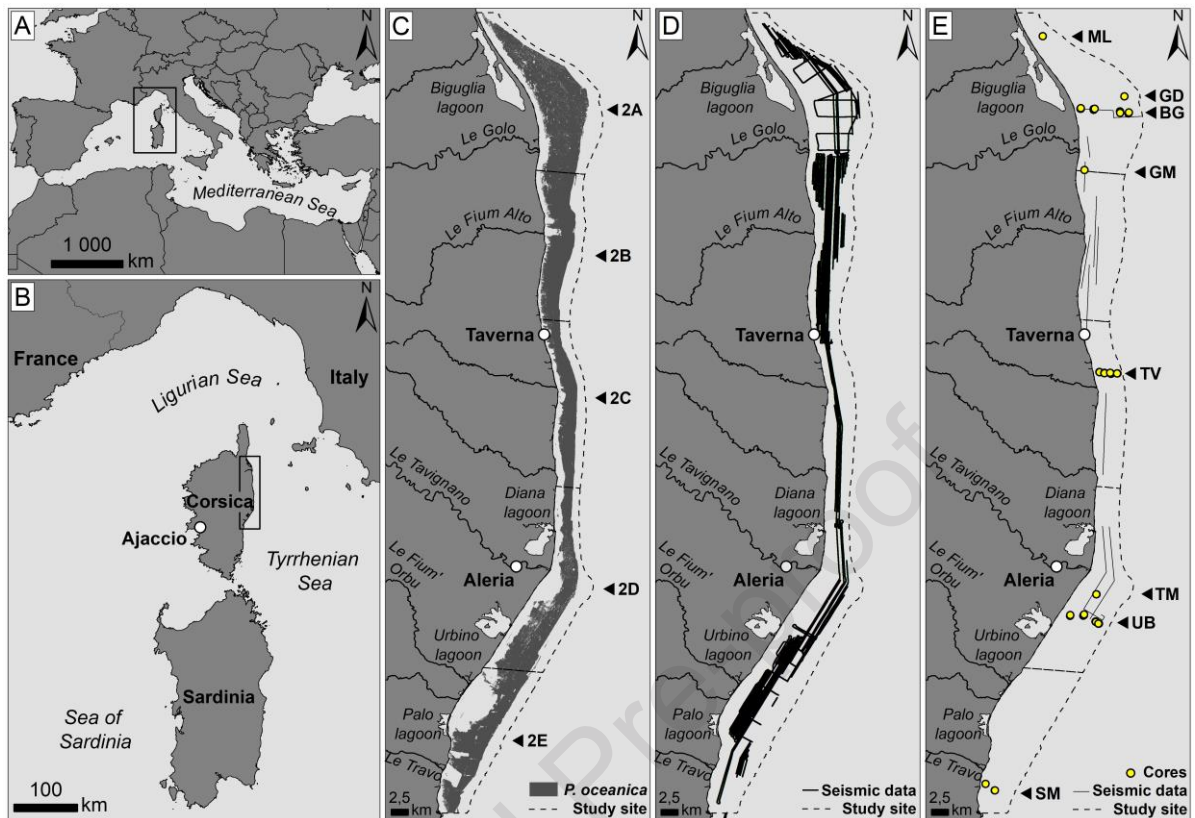 A
N
Mediterranean Sea
1 000
km
B
N
France
Italy
Ligurian Sea
Corsica
Ajaccio
Tyrrhenian
Sea
Sardinia
Sea of
Sardinia
100
km
C
N
Biguglia
lagoon
2A
Le Golo
Le Fium Alto
2B
Taverna
2C
Le Tavignano
Diana
lagoon
Le Fium'
Orbu
Aleria
2D
Urbino
lagoon
Palo
lagoon
2E
Le Travo
P. oceanica
2,5
km
Study site
D
N
Biguglia
lagoon
Le Golo
Le Fium Alto
Taverna
Le Tavignano
Diana
lagoon
Le Fium'
Orbu
Aleria
Urbino
lagoon
Palo
lagoon
Le Travo
Seismic data
2,5
km
Study site
E
N
ML
Biguglia
lagoon
GD
BG
Le Golo
GM
Le Fium Alto
Taverna
TV
Le Tavignano
Diana
lagoon
Le Fium'
Orbu
Aleria
TM
UB
Urbino
lagoon
Palo
lagoon
Le Travo
Cores
SM
Seismic data
2,5
km
Study site
Pre-proof